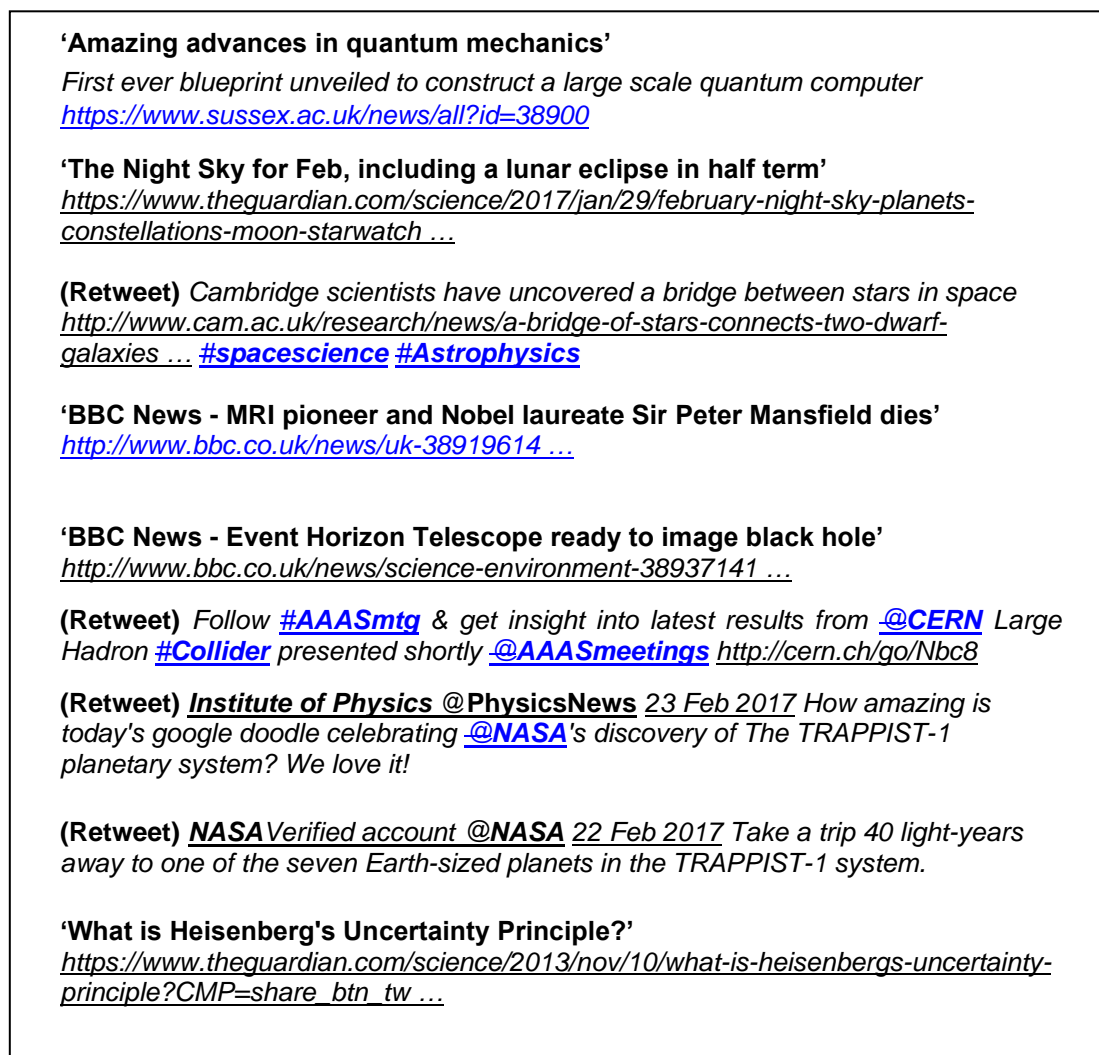 ‘Amazing advances in quantum mechanics’
First ever blueprint unveiled to construct a large scale quantum computer
https://www.sussex.ac.uk/news/all?id=38900
‘The Night Sky for Feb, including a lunar eclipse in half term’
https://www.theguardian.com/science/2017/jan/29/february-night-sky-planets-
constellations-moon-starwatch …
(Retweet) Cambridge scientists have uncovered a bridge between stars in space
http://www.cam.ac.uk/research/news/a-bridge-of-stars-connects-two-dwarf-
galaxies … #spacescience #Astrophysics
‘BBC News - MRI pioneer and Nobel laureate Sir Peter Mansfield dies’
http://www.bbc.co.uk/news/uk-38919614 …
‘BBC News - Event Horizon Telescope ready to image black hole’
http://www.bbc.co.uk/news/science-environment-38937141 …
(Retweet) Follow #AAASmtg & get insight into latest results from @CERN Large
Hadron #Collider presented shortly @AAASmeetings http://cern.ch/go/Nbc8
(Retweet) Institute of Physics @PhysicsNews 23 Feb 2017 How amazing is
today's google doodle celebrating @NASA's discovery of The TRAPPIST-1
planetary system? We love it!
(Retweet) NASAVerified account @NASA 22 Feb 2017 Take a trip 40 light-years
away to one of the seven Earth-sized planets in the TRAPPIST-1 system.
‘What is Heisenberg's Uncertainty Principle?’
https://www.theguardian.com/science/2013/nov/10/what-is-heisenbergs-uncertainty-
principle?CMP=share_btn_tw …